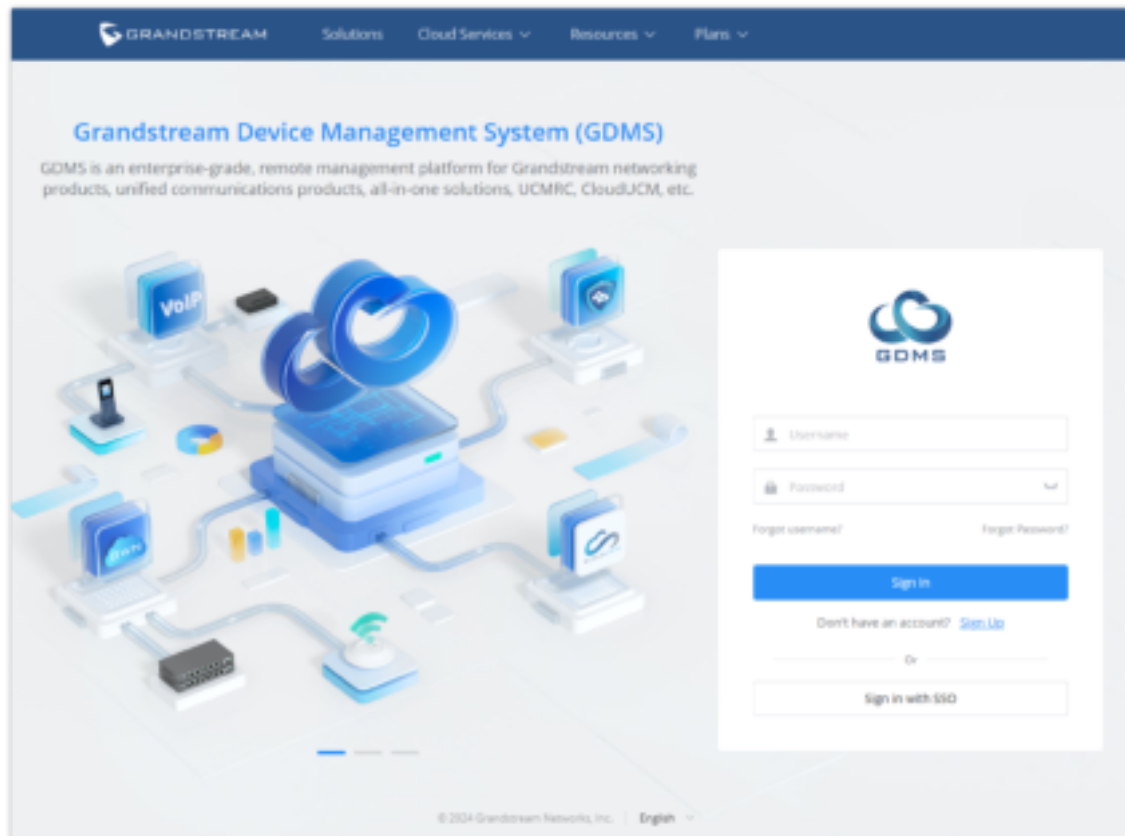 GRANDSTREAM Solutions Cloud Services Resources Plans
Grandstream Device Management System (GDMS)
GDMS is an enterprise-grade, remote management platform for Grandstream networking
products, unified communications products, all-in-one solutions, UCMRC, CloudUCM, etc.
VoIP
GWN
GDMS
Username
Password
Forgot username? Forgot Password?
Sign In
Don't have an account? Sign Up
Or
Sign in with SSO
© 2024 Grandstream Networks, Inc. English